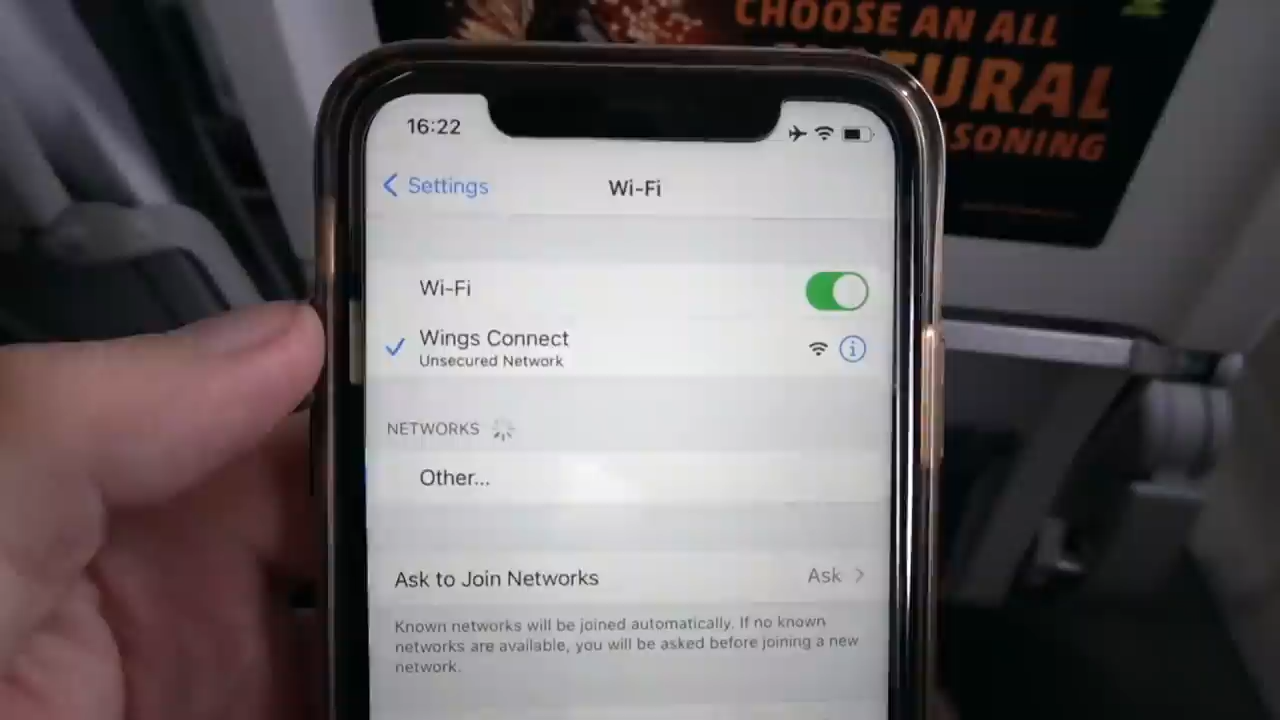 CHOOSE AN ALL
URAL
SONING
16:22
Settings
Wi-Fi
Wi-Fi
Wings Connect
Unsecured Network
NETWORKS
Other...
Ask to Join Networks
Ask
Known networks will be joined automatically. If no known
networks are available, you will be asked before joining a new
network.